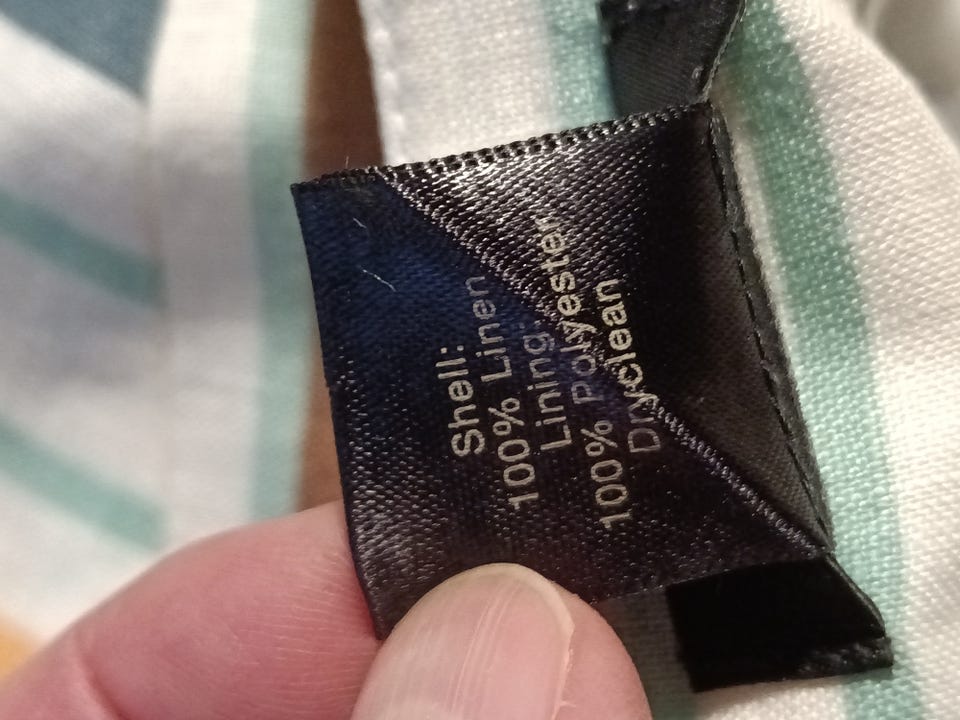 Shell:
100% Linen
Lining:
100% Polyester
Dryclean